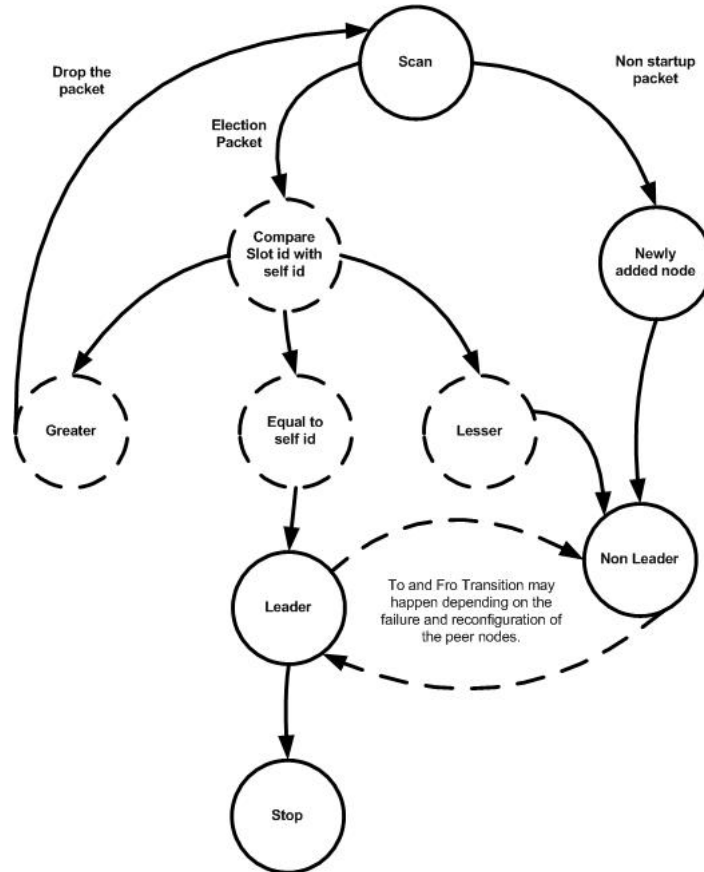 Scan
Drop the
packet
Non startup
packet
Election
Packet
Compare
Slot id with
self id
Newly
added node
Greater
Equal to
self id
Lesser
Non Leader
To and Fro Transition may
happen depending on the
failure and reconfiguration of
the peer nodes.
Leader
Stop